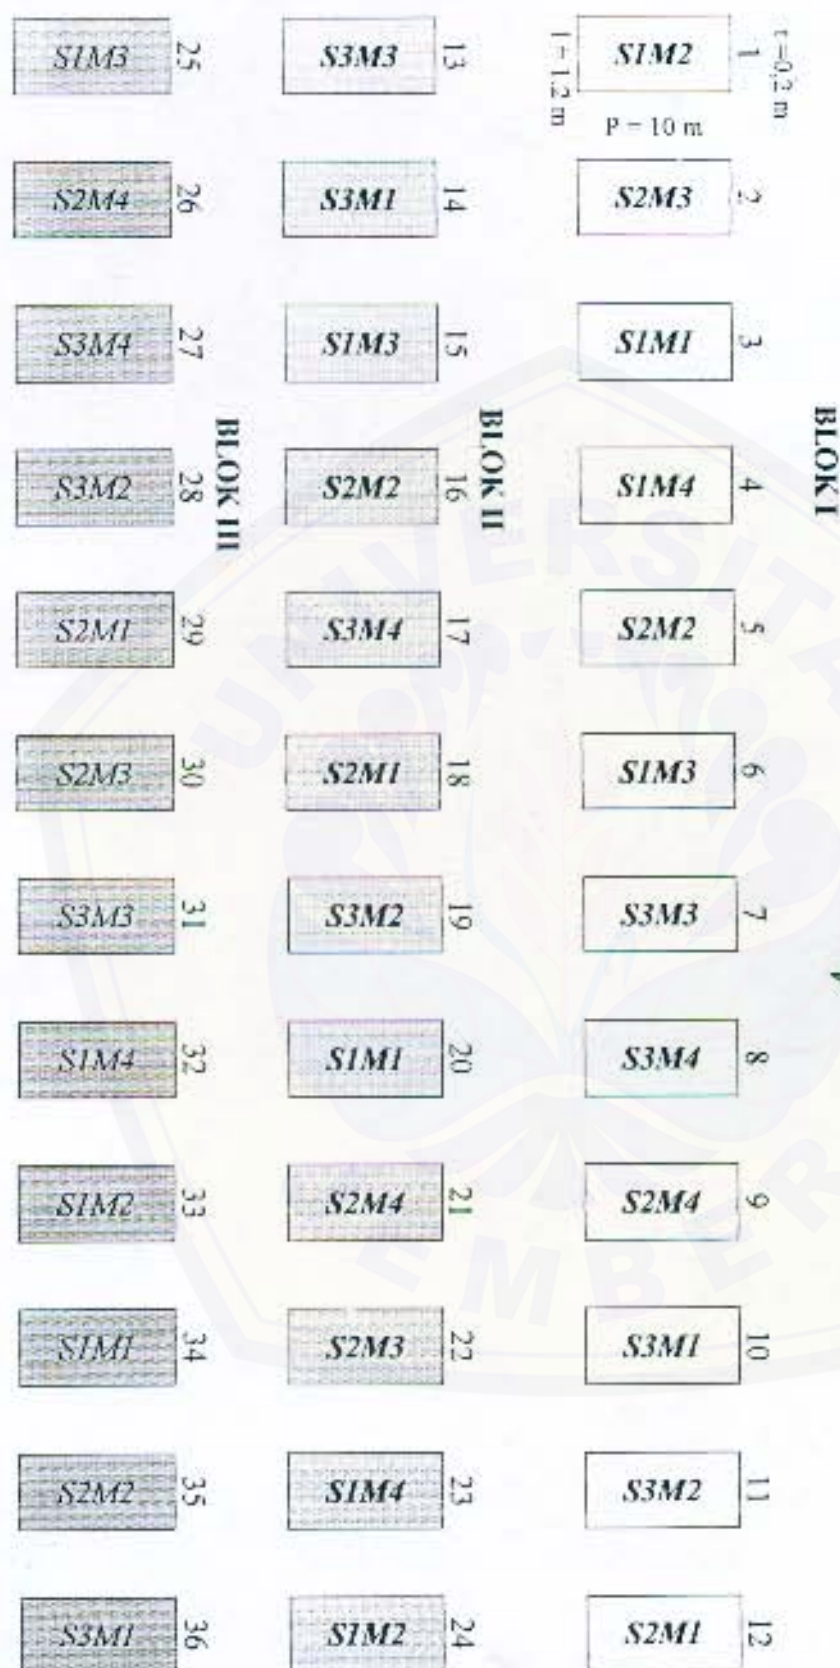 BLOK I
1
S1M2
t = 0,2 m
l = 1,2 m
P = 10 m
2
S2M3
3
S1M1
4
S1M4
5
S2M2
6
S1M3
7
S3M3
8
S3M4
9
S2M4
10
S3M1
11
S3M2
12
S2M1
BLOK II
13
S3M3
14
S3M1
15
S1M3
16
S2M2
17
S3M4
18
S2M1
19
S3M2
20
S1M1
21
S2M4
22
S2M3
23
S1M4
24
S1M2
BLOK III
25
S1M3
26
S2M4
27
S3M4
28
S3M2
29
S2M1
30
S2M3
31
S3M3
32
S1M4
33
S1M2
34
S1M1
35
S2M2
36
S3M1
UNIVERSITA
EMBER